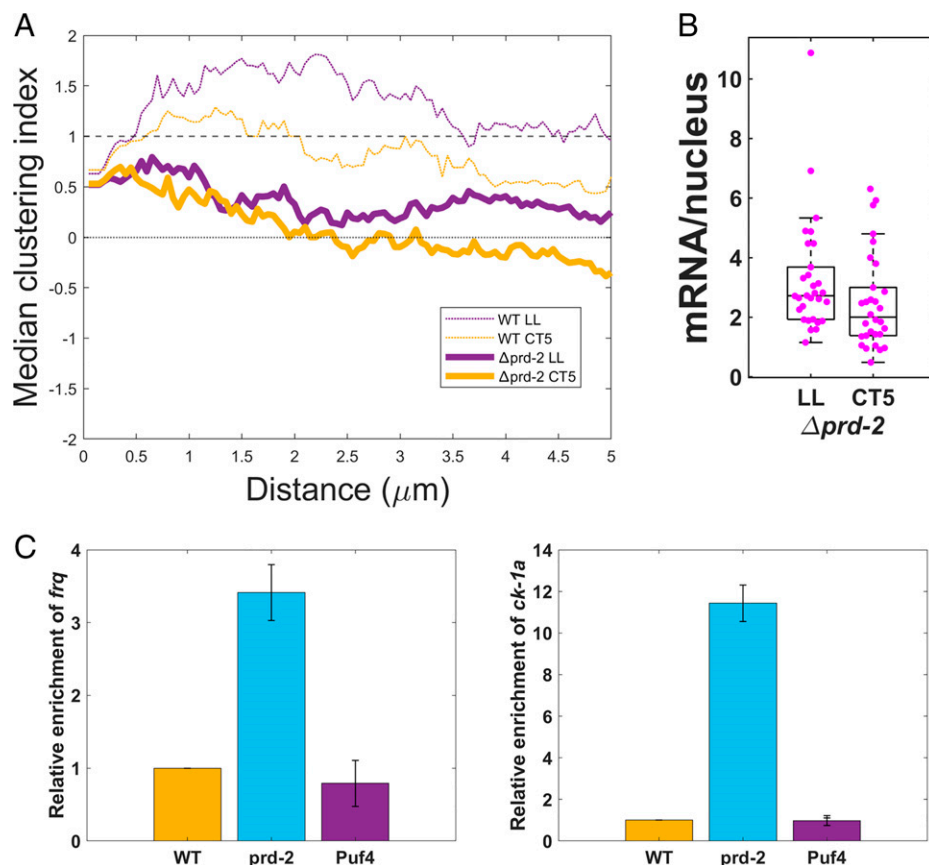 A
Median clustering index
2
1.5
1
0.5
0
0.5
-1
-1.5
-2
0 0.5 1 1.5 2 2.5 3 3.5 4 4.5 5
Distance (μm)
WT LL
WT CT5
Δprd-2 LL
Δprd-2 CT5
B
mRNA/nucleus
10
8
6
4
2
0
LL CT5
Δprd-2
C
Relative enrichment of frq
4
3
2
1
0
WT prd-2 Puf4
Relative enrichment of ck-1a
14
12
10
8
6
4
2
0
WT prd-2 Puf4